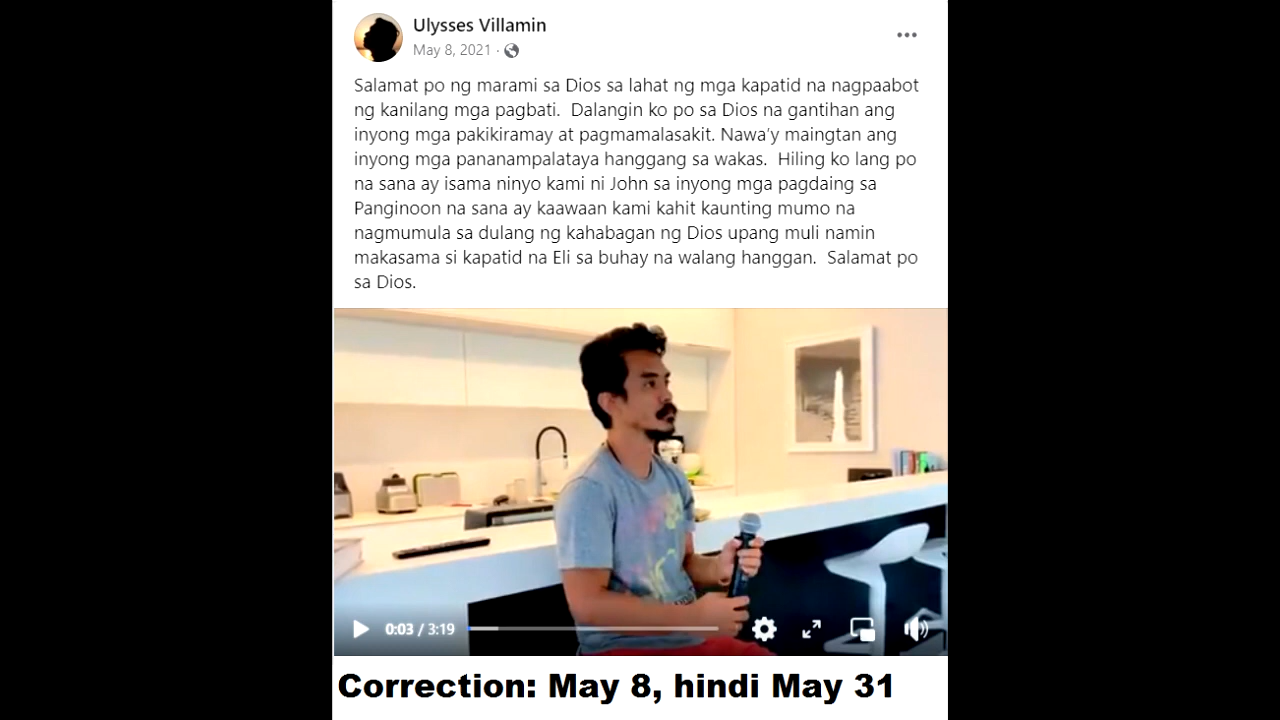 Ulysses Villamin
May 8, 2021 ·
Salamat po ng marami sa Dios sa lahat ng mga kapatid na nagpaabot
ng kanilang mga pagbati.  Dalangin ko po sa Dios na gantihan ang
inyong mga pakikiramay at pagmamalasakit. Nawa’y maingtan ang
inyong mga pananampalataya hanggang sa wakas.  Hiling ko lang po
na sana ay isama ninyo kami ni John sa inyong mga pagdaing sa
Panginoon na sana ay kaawaan kami kahit kaunting mumo na
nagmumula sa dulang ng kahabagan ng Dios upang muli namin
makasama si kapatid na Eli sa buhay na walang hanggan.  Salamat po
sa Dios.
0:03 / 3:19
Correction: May 8, hindi May 31